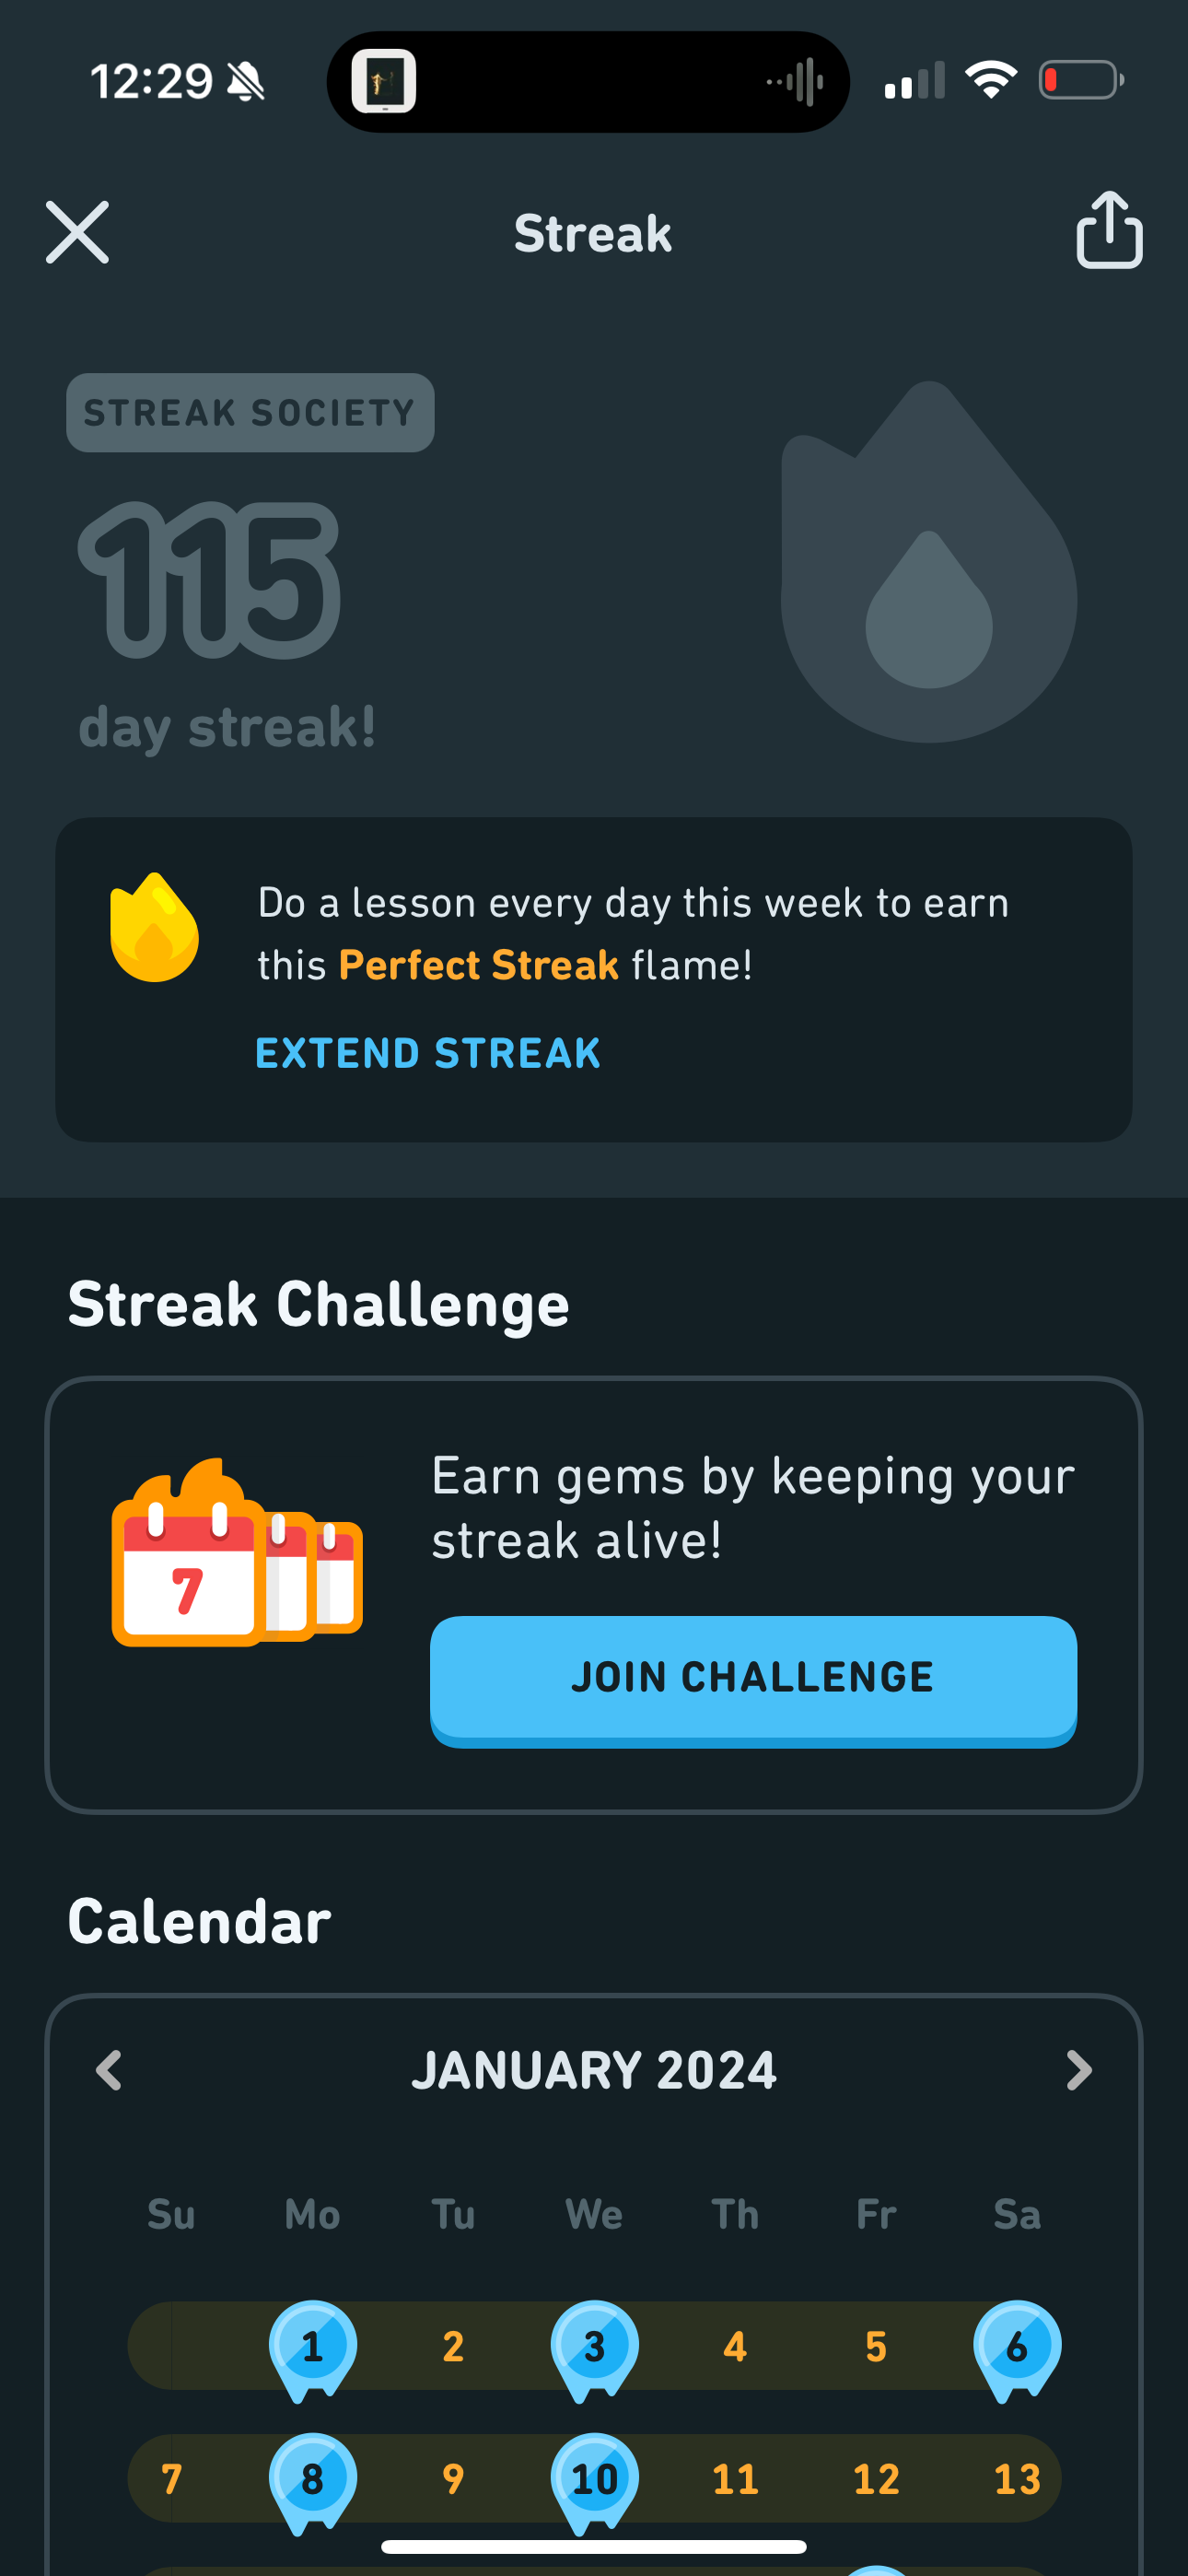 12:29
Streak
STREAK SOCIETY
115
day streak!
Do a lesson every day this week to earn
this Perfect Streak flame!
EXTEND STREAK
Streak Challenge
7
Earn gems by keeping your
streak alive!
JOIN CHALLENGE
Calendar
JANUARY 2024
Su Mo Tu We Th Fr Sa
1 2 3 4 5 6
7 8 9 10 11 12 13